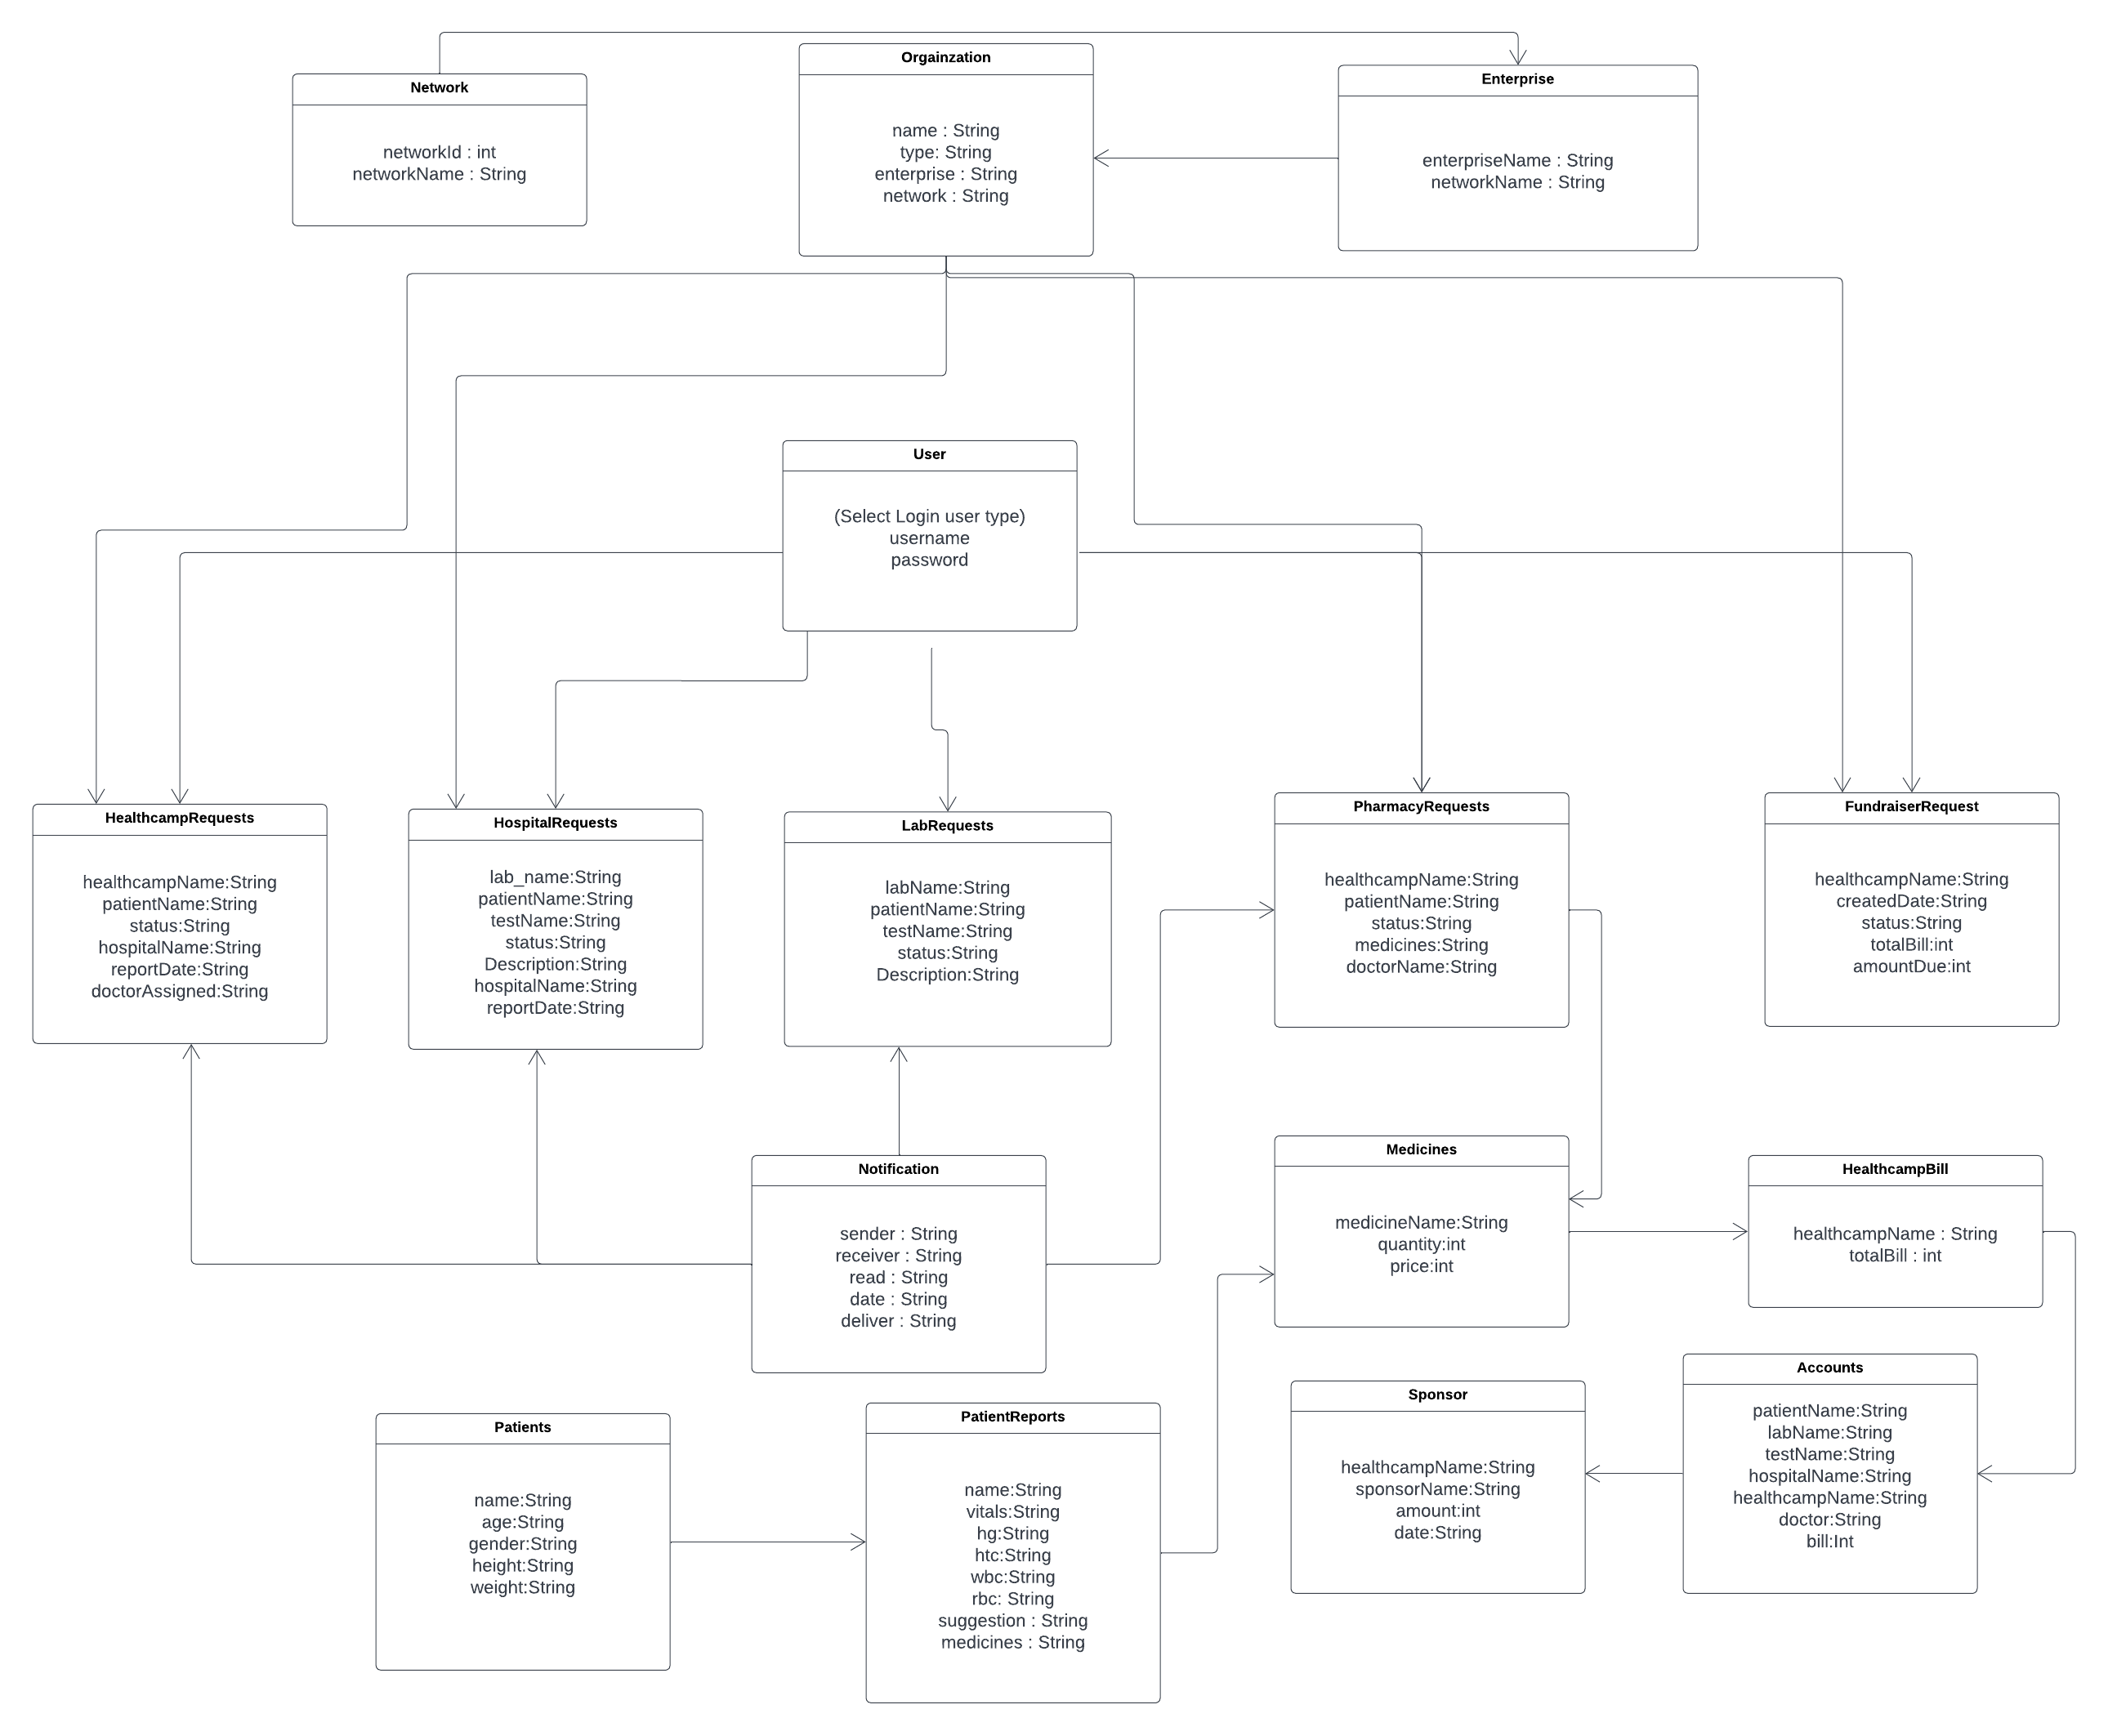 Network
networkId : int
networkName : String
Orgainzation
name : String
type: String
enterprise : String
network : String
Enterprise
enterpriseName : String
networkName : String
User
(Select Login user type)
username
password
HealthcampRequests
healthcampName:String
patientName:String
status:String
hospitalName:String
reportDate:String
doctorAssigned:String
HospitalRequests
lab_name:String
patientName:String
testName:String
status:String
Description:String
hospitalName:String
reportDate:String
LabRequests
labName:String
patientName:String
testName:String
status:String
Description:String
PharmacyRequests
healthcampName:String
patientName:String
status:String
medicines:String
doctorName:String
FundraiserRequest
healthcampName:String
createdDate:String
status:String
totalBill:int
amountDue:int
Notification
sender : String
receiver : String
read : String
date : String
deliver : String
Medicines
medicineName:String
quantity:int
price:int
HealthcampBill
healthcampName : String
totalBill : int
Patients
name:String
age:String
gender:String
height:String
weight:String
PatientReports
name:String
vitals:String
hg:String
htc:String
wbc:String
rbc: String
suggestion : String
medicines : String
Sponsor
healthcampName:String
sponsorName:String
amount:int
date:String
Accounts
patientName:String
labName:String
testName:String
hospitalName:String
healthcampName:String
doctor:String
bill:Int